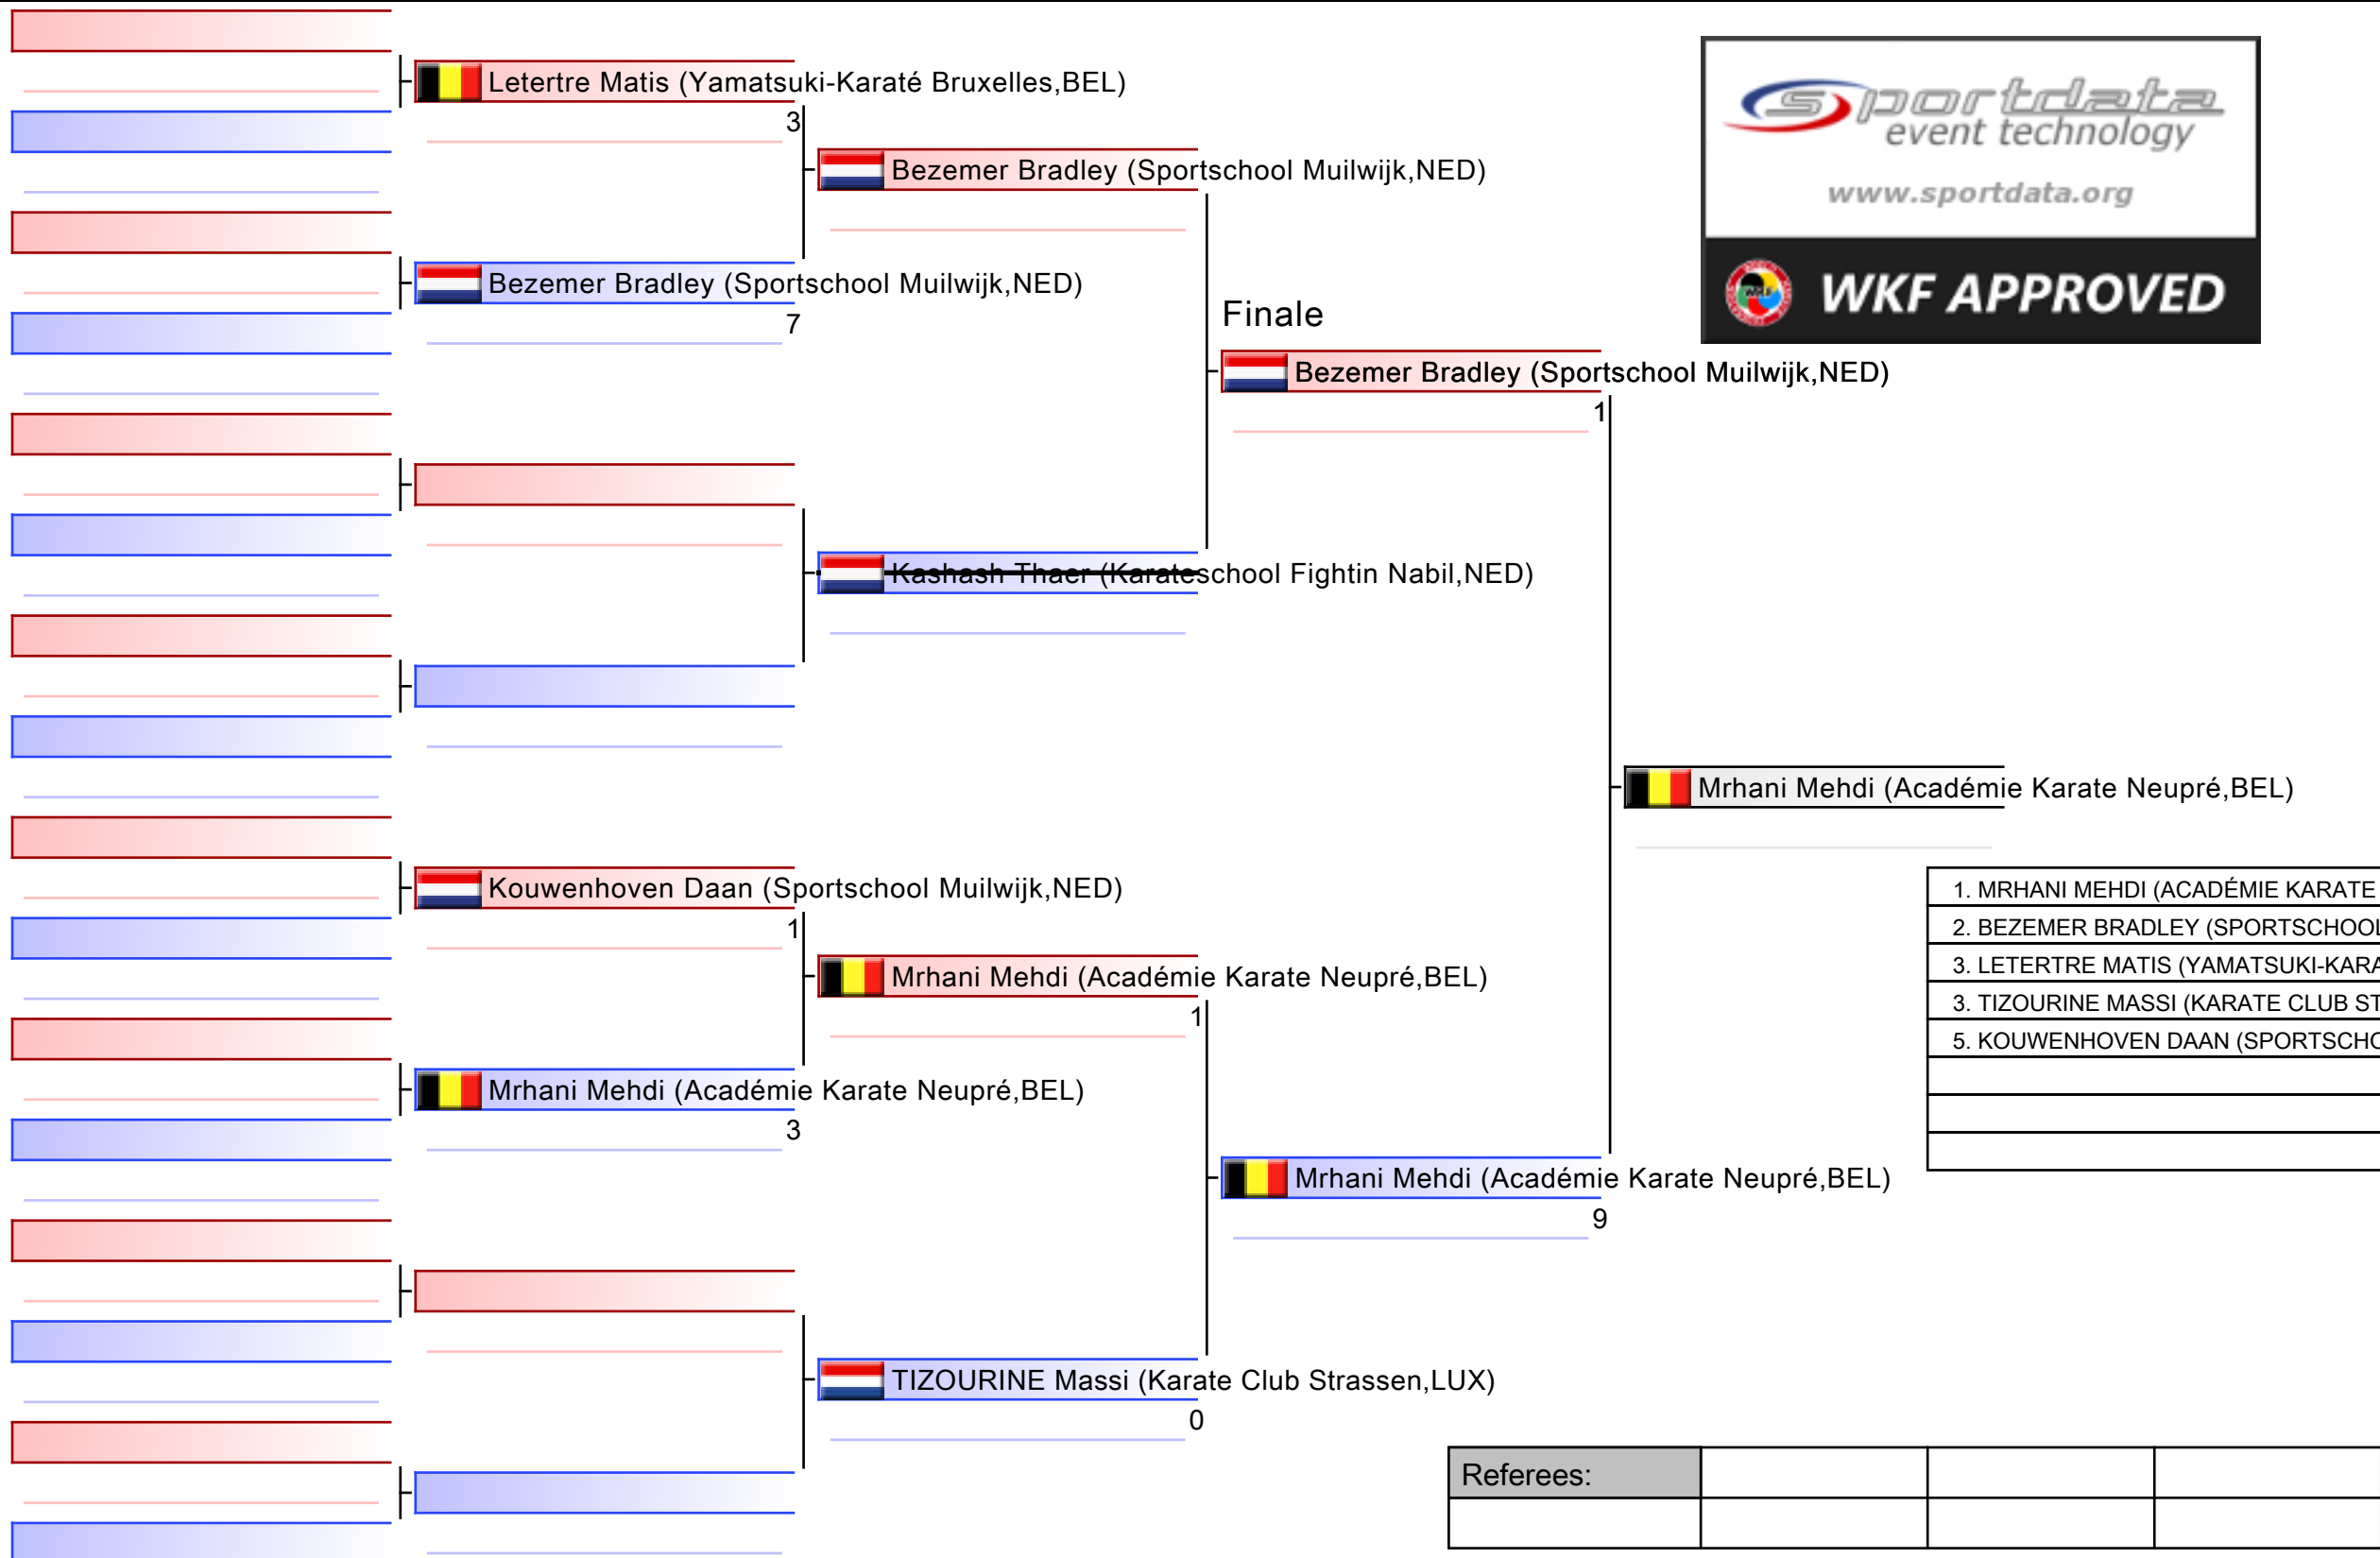 Letertre Matis (Yamatsuki-Karaté Bruxelles,BEL)
3
Bezemer Bradley (Sportschool Muilwijk,NED)
Bezemer Bradley (Sportschool Muilwijk,NED)
7
Finale
Bezemer Bradley (Sportschool Muilwijk,NED)
1
Kashash Thaer (Karateschool Fightin Nabil,NED)
Mrhani Mehdi (Académie Karate Neupré,BEL)
Kouwenhoven Daan (Sportschool Muilwijk,NED)
1
Mrhani Mehdi (Académie Karate Neupré,BEL)
1
Mrhani Mehdi (Académie Karate Neupré,BEL)
3
Mrhani Mehdi (Académie Karate Neupré,BEL)
9
TIZOURINE Massi (Karate Club Strassen,LUX)
0
sportdata
event technology
www.sportdata.org
WKF
WKF APPROVED
1. MRHANI MEHDI (ACADÉMIE KARATE
2. BEZEMER BRADLEY (SPORTSCHOOL
3. LETERTRE MATIS (YAMATSUKI-KARA
3. TIZOURINE MASSI (KARATE CLUB ST
5. KOUWENHOVEN DAAN (SPORTSCHO
Referees: